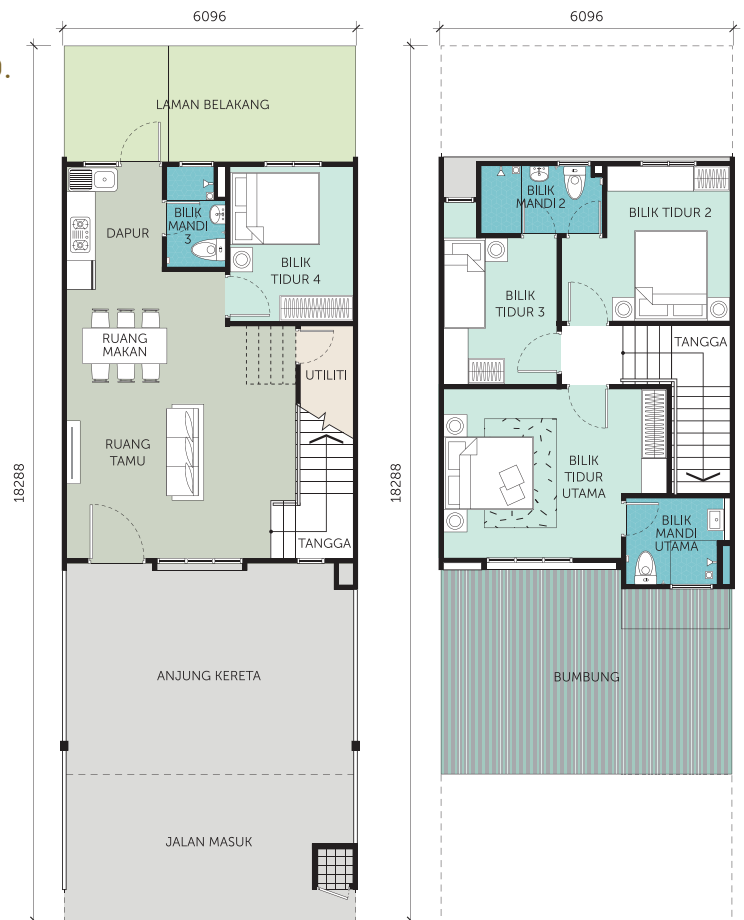 6096
6096
).
LAMAN BELAKANG
DAPUR
BILIK
MANDI
3
BILIK
TIDUR 4
RUANG
MAKAN
UTILITI
RUANG
TAMU
18288
TANGGA
ANJUNG KERETA
JALAN MASUK
BILIK
MANDI 2
BILIK TIDUR 2
BILIK
TIDUR 3
TANGGA
BILIK
TIDUR
UTAMA
18288
BILIK
MANDI
UTAMA
BUMBUNG